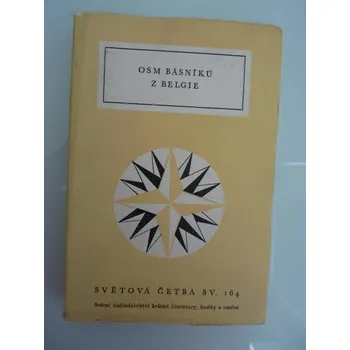 OSM BÁSNÍKŮ
Z BELGIE
SVĚTOVÁ ČETBA SV. 164
Státní nakladatelství krásné literatury, hudby a umění